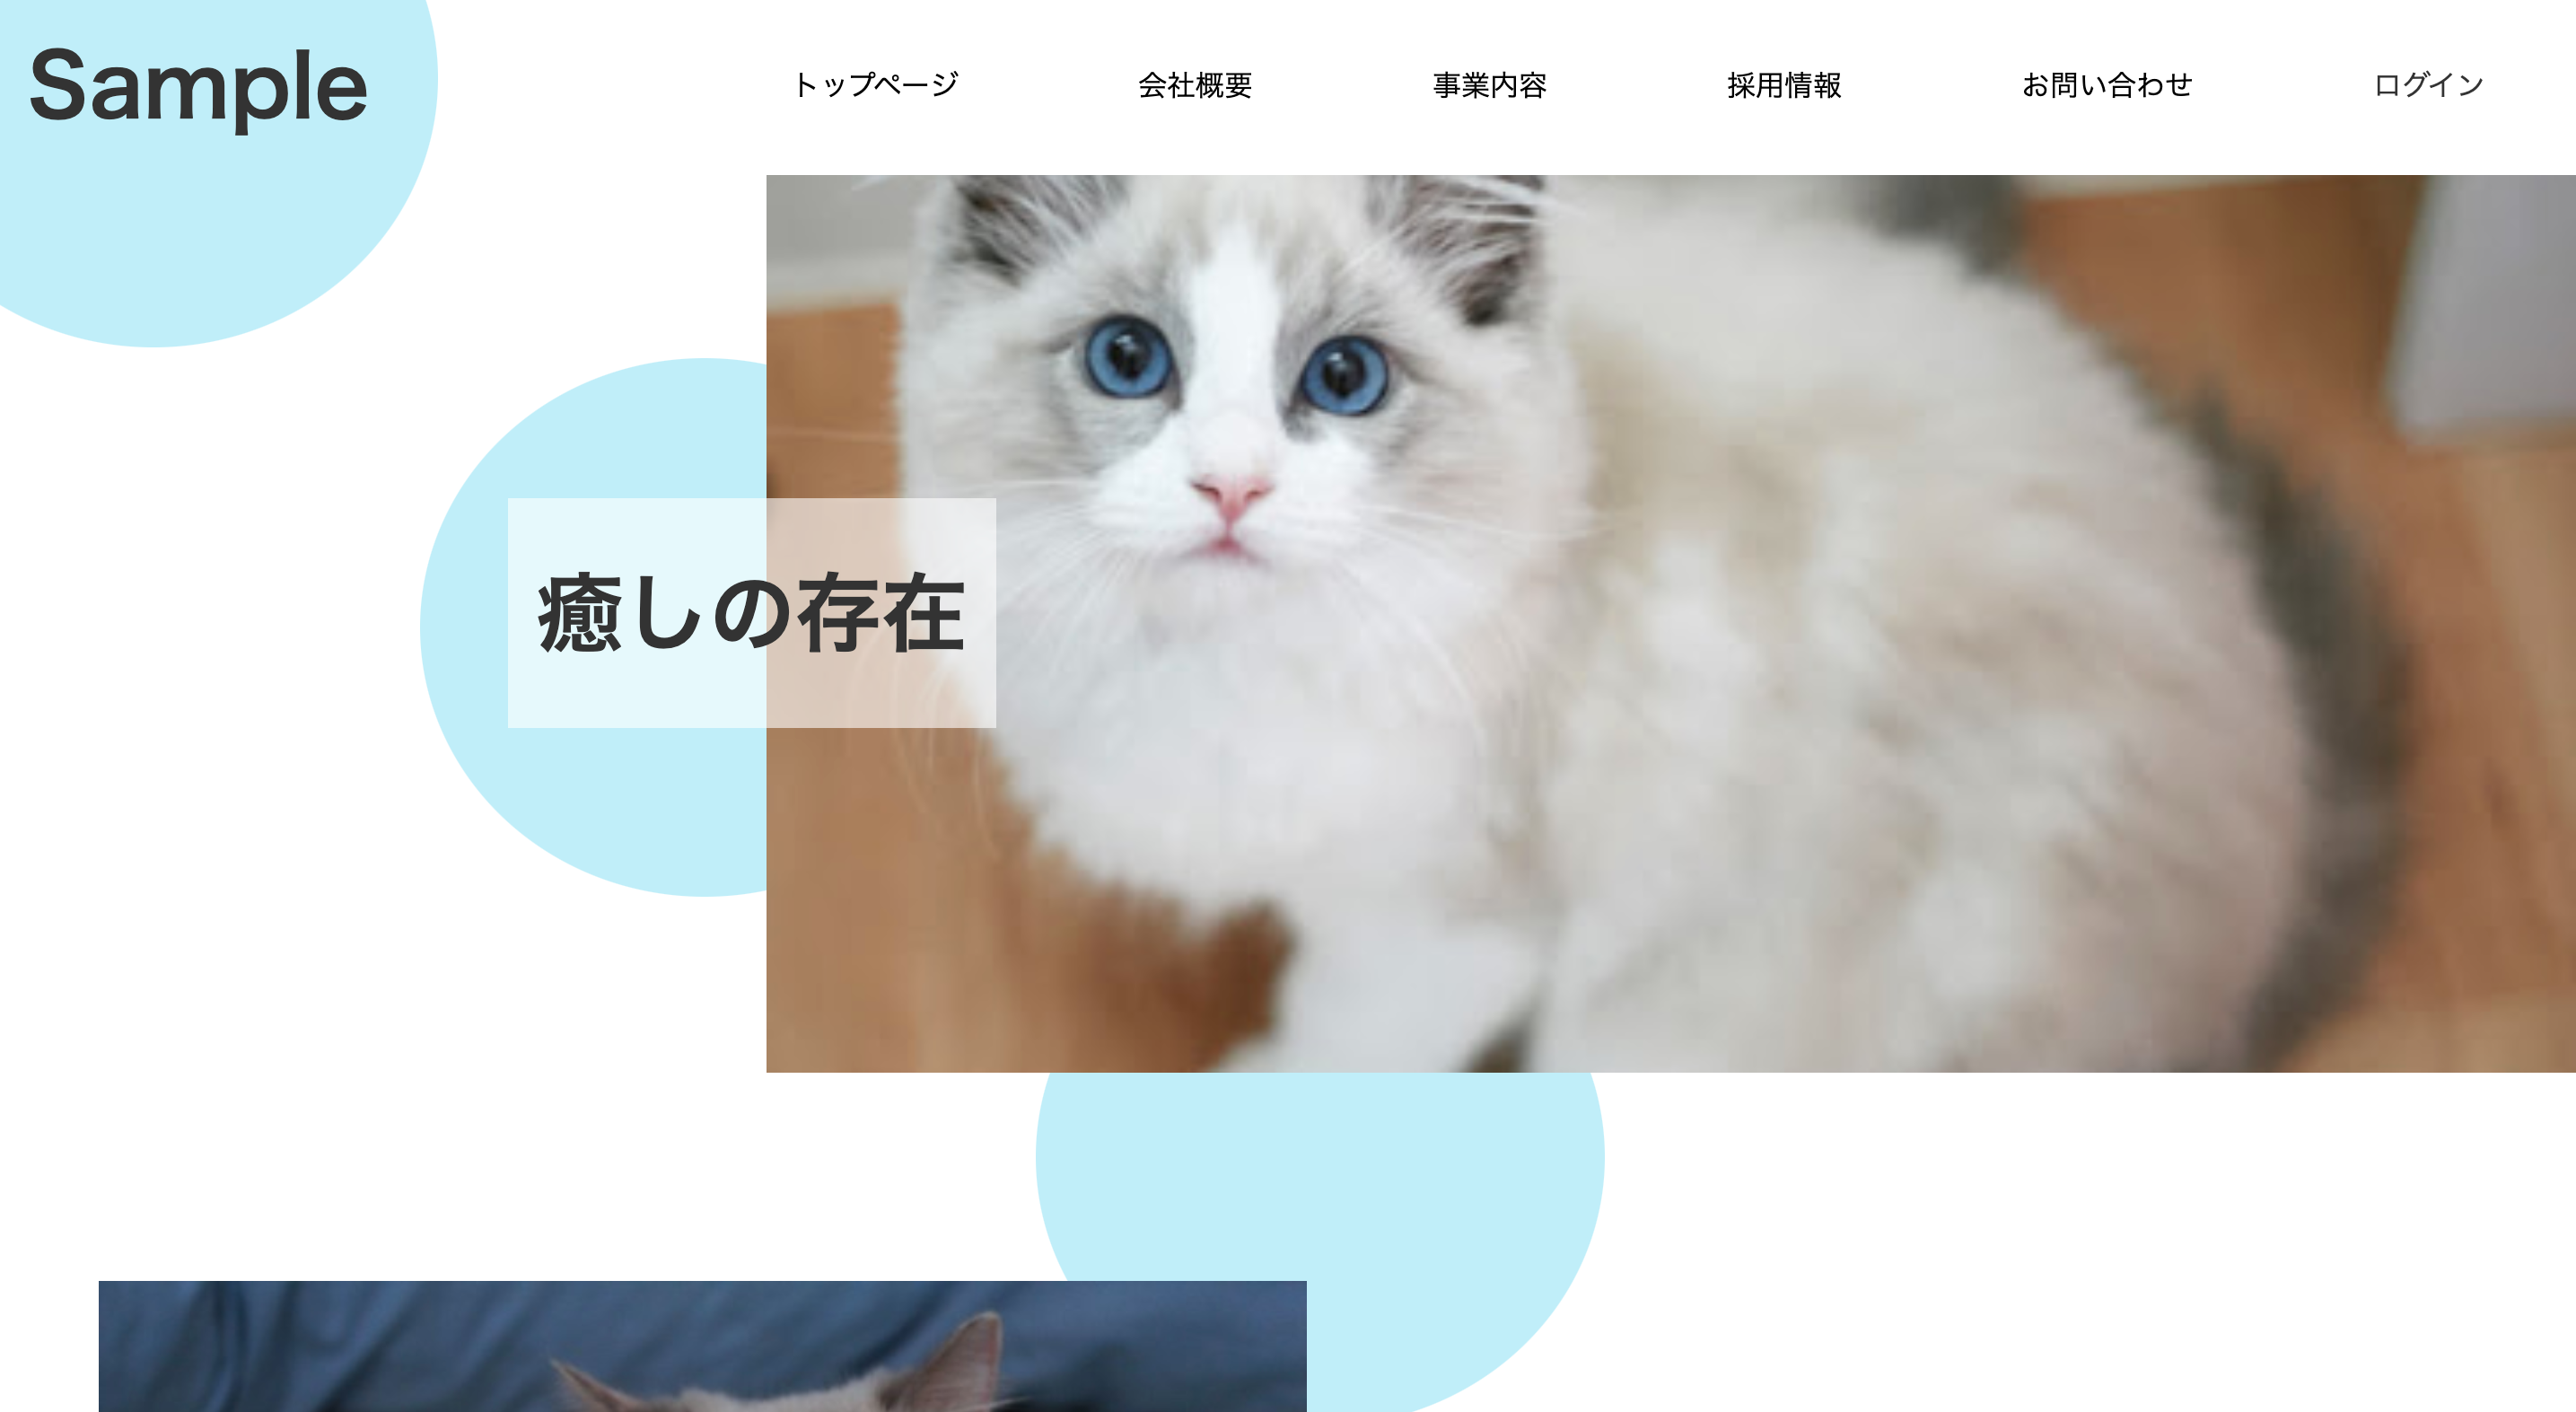 Sample
トップページ
会社概要
事業内容
採用情報
お問い合わせ
ログイン
癒しの存在